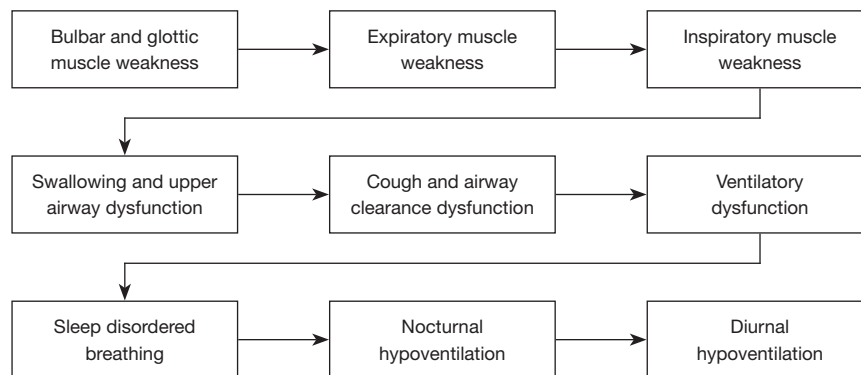 Bulbar and glottic
muscle weakness
Expiratory muscle
weakness
Inspiratory muscle
weakness
Swallowing and upper
airway dysfunction
Cough and airway
clearance dysfunction
Ventilatory
dysfunction
Sleep disordered
breathing
Nocturnal
hypoventilation
Diurnal
hypoventilation